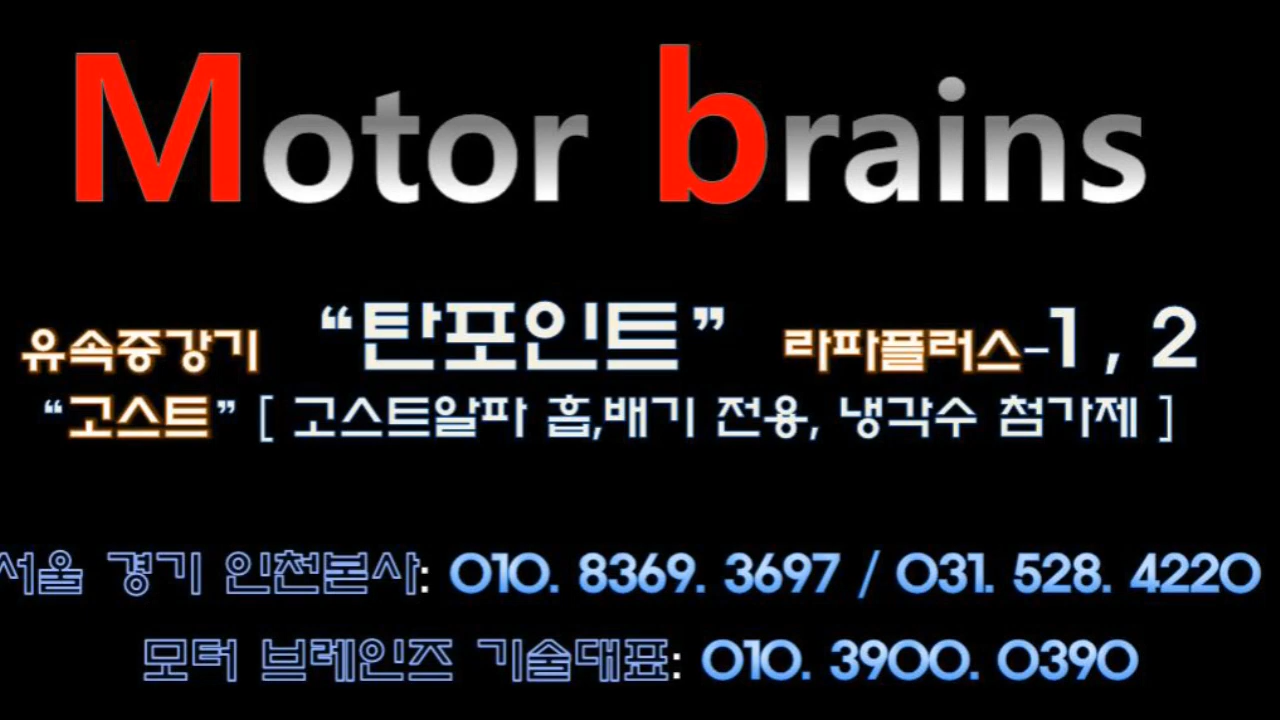 Motor brains
유속증강기 “탄포인트”라파플러스-1 , 2
“고스트” [ 고스트알파 흡,배기 전용, 냉각수 첨가제 ]
서울 경기 인천본사: 010. 8369. 3697 / 031. 528. 4220
모터 브레인즈 기술대표: 010. 3900. 0390